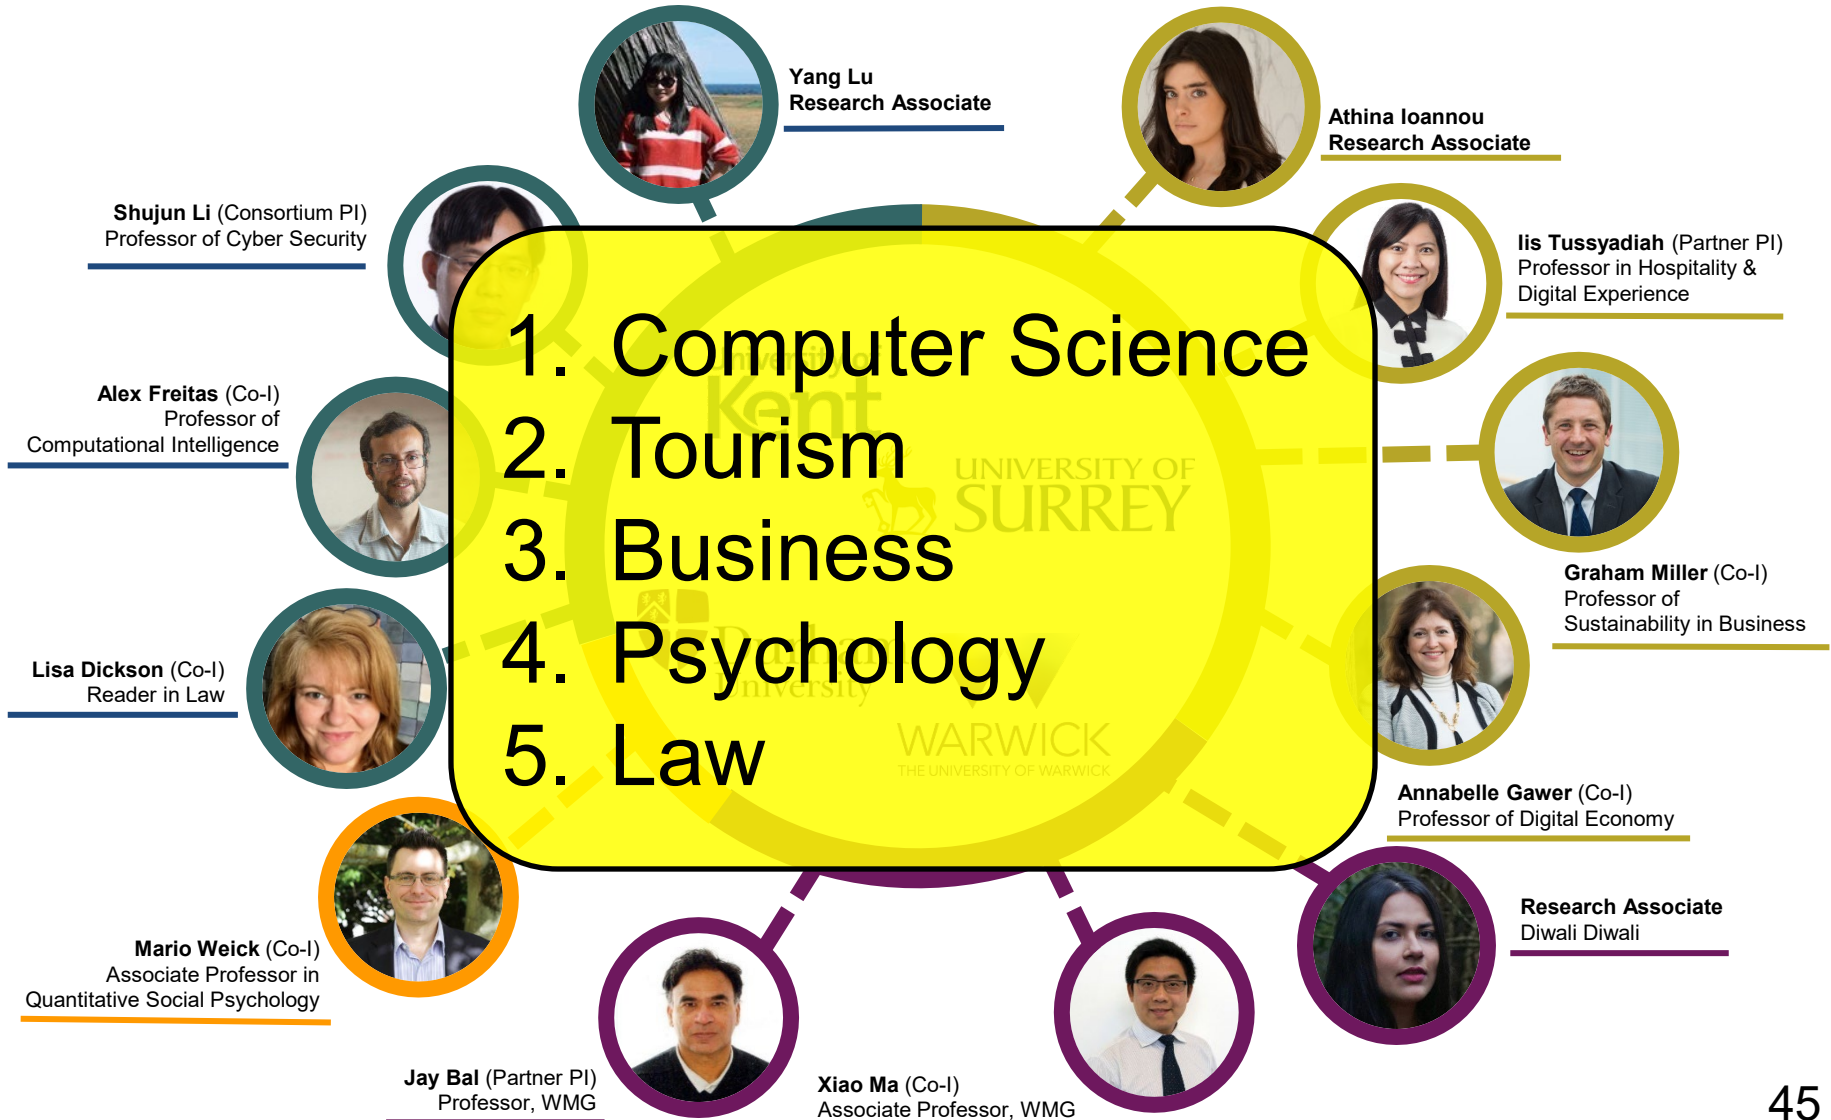 Yang Lu
Research Associate
Athina Ioannou
Research Associate
Shujun Li (Consortium PI)
Professor of Cyber Security
Iis Tussyadiah (Partner PI)
Professor in Hospitality &
Digital Experience
Alex Freitas (Co-I)
Professor of
Computational Intelligence
1. Computer Science
2. Tourism
3. Business
4. Psychology
5. Law
University of
Kent
UNIVERSITY OF
SURREY
Durham
University
WARWICK
THE UNIVERSITY OF WARWICK
Graham Miller (Co-I)
Professor of
Sustainability in Business
Lisa Dickson (Co-I)
Reader in Law
Annabelle Gawer (Co-I)
Professor of Digital Economy
Research Associate
Diwali Diwali
Mario Weick (Co-I)
Associate Professor in
Quantitative Social Psychology
Jay Bal (Partner PI)
Professor, WMG
Xiao Ma (Co-I)
Associate Professor, WMG
45